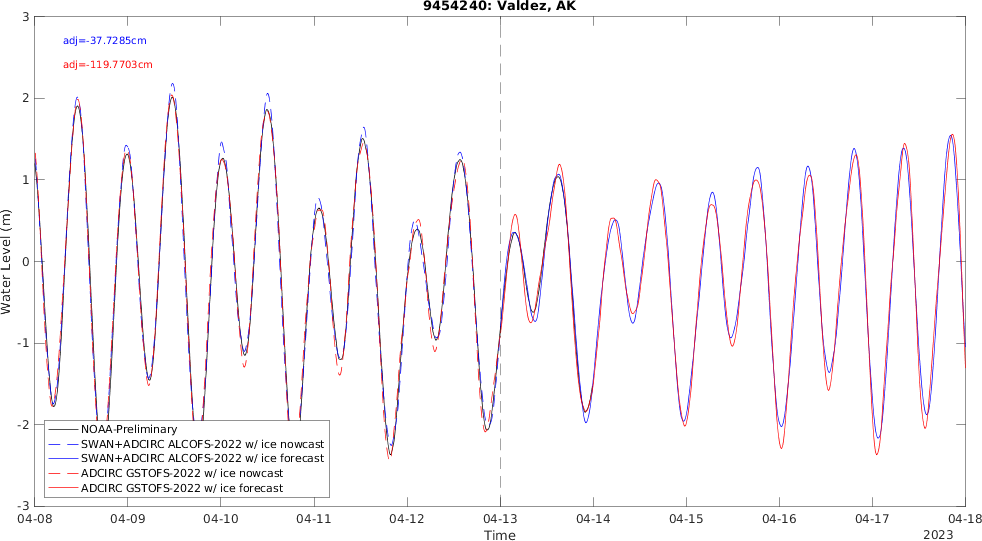 9454240: Valdez, AK
adj=-37.7285cm
adj=-119.7703cm
Water Level (m)
3
2
1
0
-1
-2
-3
NOAA-Preliminary
SWAN+ADCIRC ALCOFS-2022 w/ ice nowcast
SWAN+ADCIRC ALCOFS-2022 w/ ice forecast
ADCIRC GSTOFS-2022 w/ ice nowcast
ADCIRC GSTOFS-2022 w/ ice forecast
04-08 04-09 04-10 04-11 04-12 04-13 04-14 04-15 04-16 04-17 04-18
Time
2023